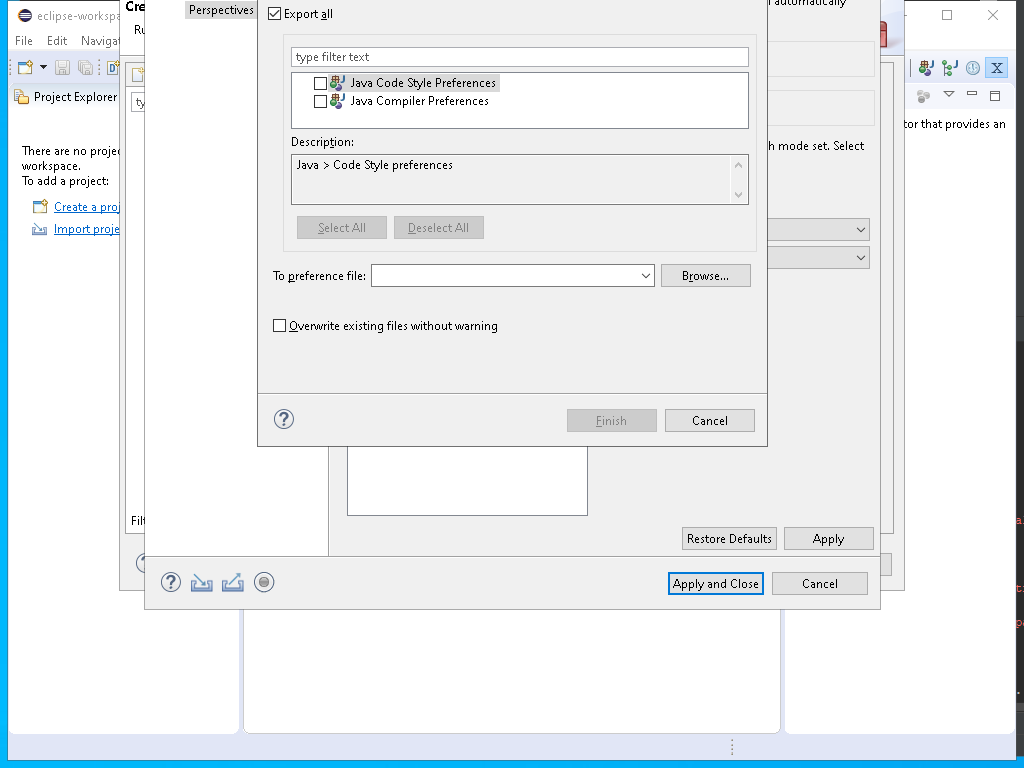 eclipse-workspa
Cre
Perspectives
Export all
automatically
File
Edit
Navigat
Ru
type filter text
Java Code Style Preferences
Java Compiler Preferences
Project Explorer
ty
tor that provides an
Description:
There are no projec
workspace.
To add a project:
Java > Code Style preferences
h mode set. Select
Create a proj
Import proje
Select All
Deselect All
To preference file:
Browse...
Overwrite existing files without warning
Finish
Cancel
Filt
Restore Defaults
Apply
Apply and Close
Cancel